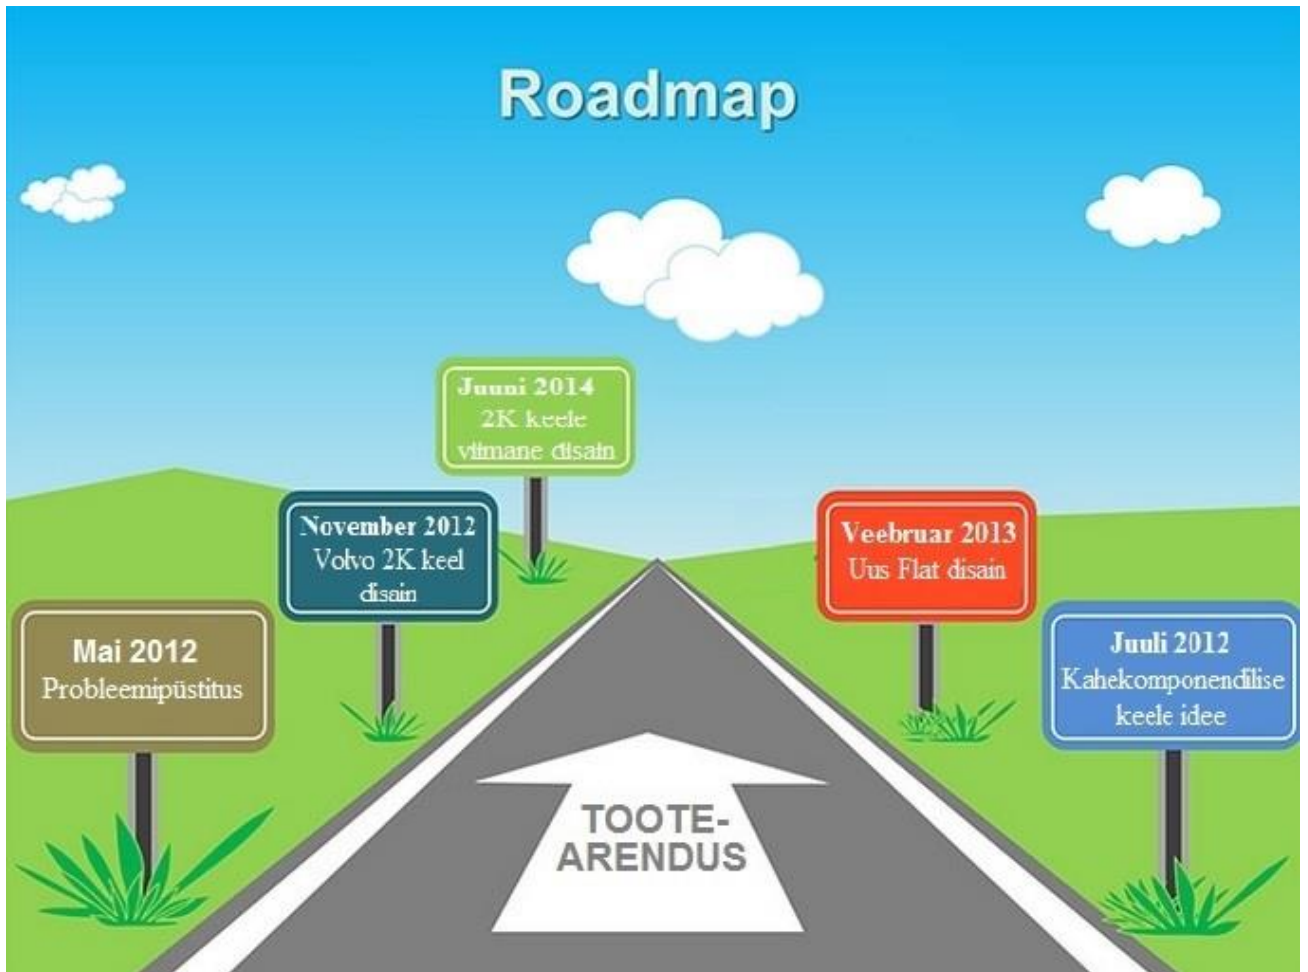 Roadmap
Juuni 2014
2K keele
viimane disain
November 2012
Volvo 2K keel
disain
Veebruar 2013
Uus Flat disain
Mai 2012
Probleemipüstitus
Juuli 2012
Kahekomponendilise
keele idee
TOOTE-
ARENDUS